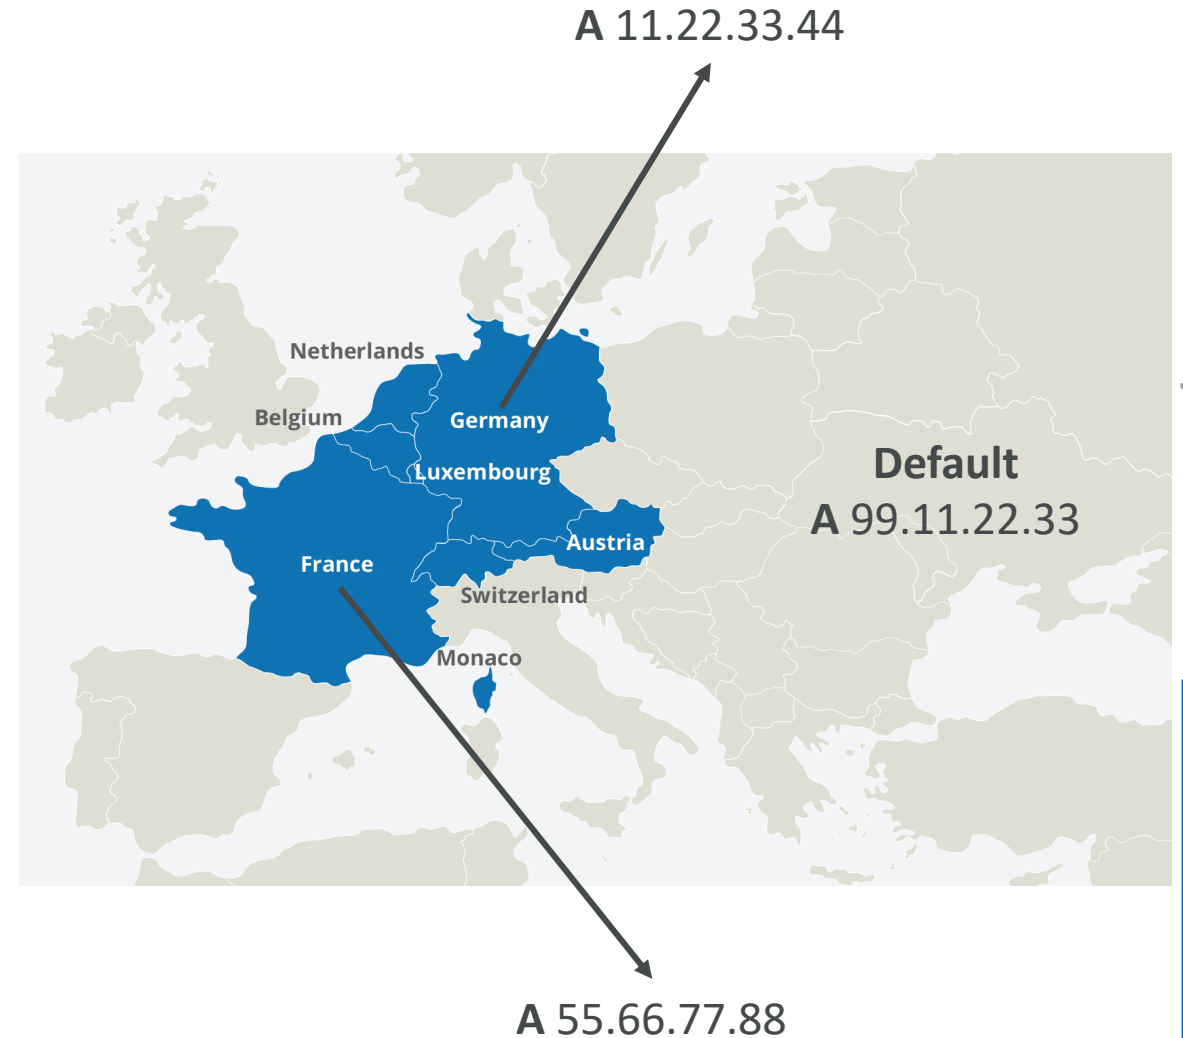 A 11.22.33.44
Netherlands
Belgium
Germany
Luxembourg
Default
A 99.11.22.33
Austria
France
Switzerland
Monaco
A 55.66.77.88